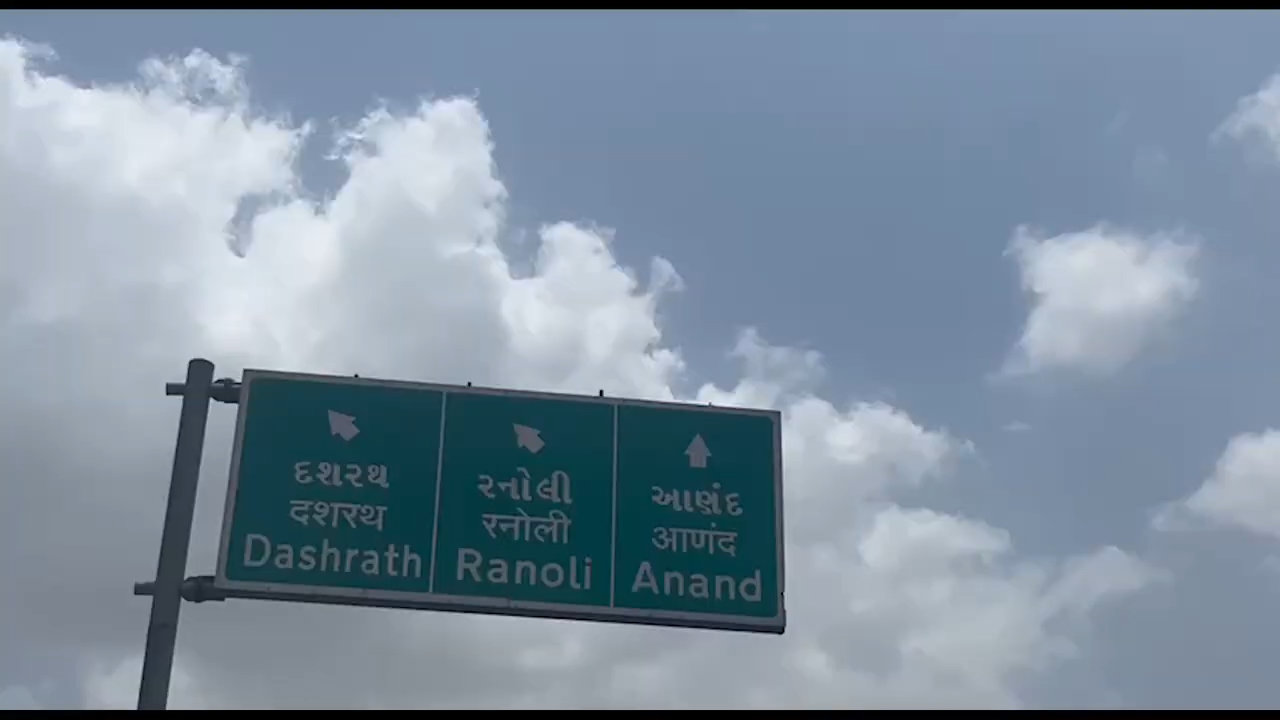 દશરથ
दशरथ
Dashrath
રનોલી
रनोली
Ranoli
આણંદ
आणंद
Anand